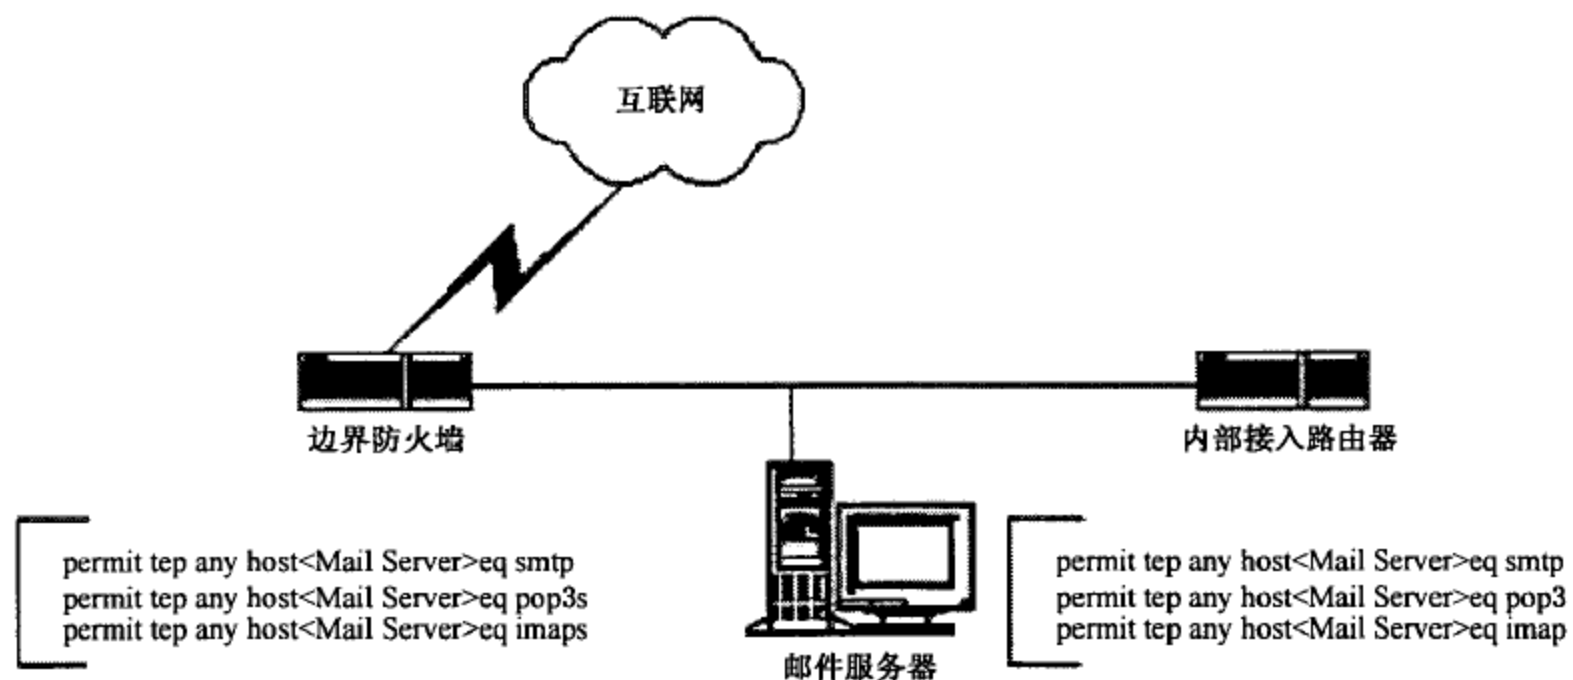 互联网
边界防火墙
内部接入路由器
permit tep any host<Mail Server>eq smtp
permit tep any host<Mail Server>eq pop3s
permit tep any host<Mail Server>eq imaps
邮件服务器
permit tep any host<Mail Server>eq smtp
permit tep any host<Mail Server>eq pop3
permit tep any host<Mail Server>eq imap